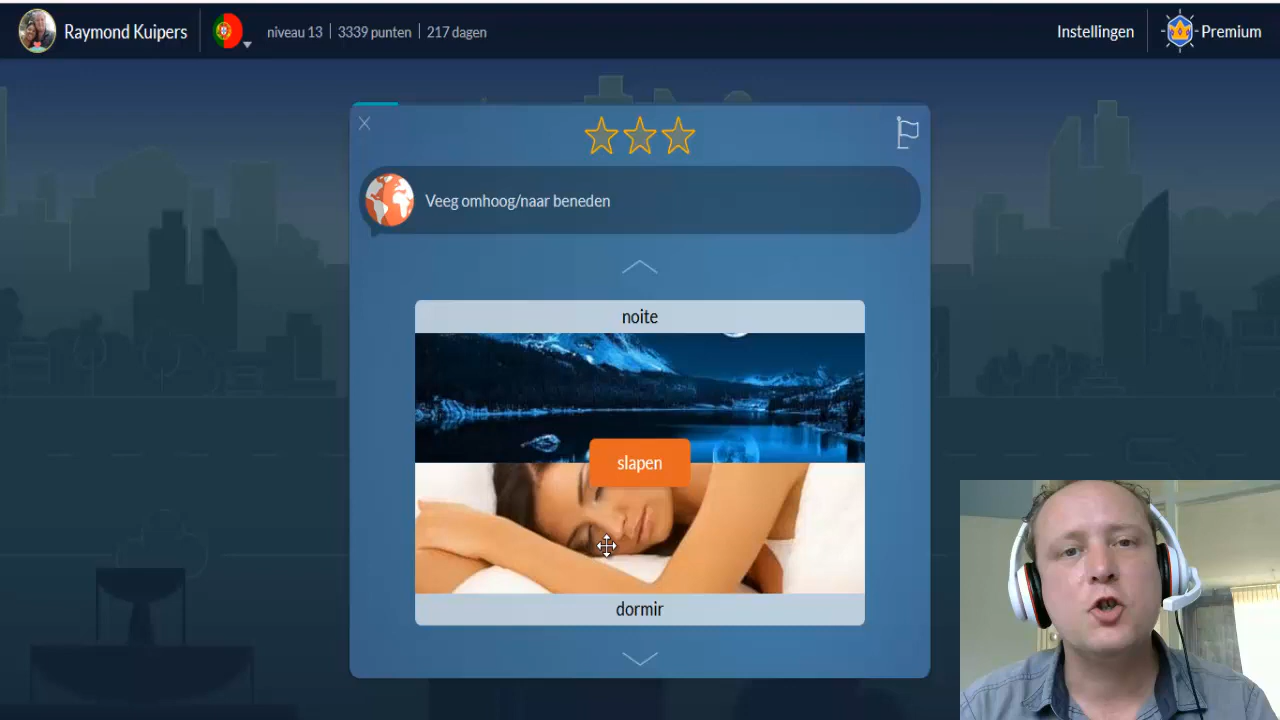 Raymond Kuipers
niveau 13 | 3339 punten | 217 dagen
Instellingen
Premium
Veeg omhoog/naar beneden
noite
slapen
dormir